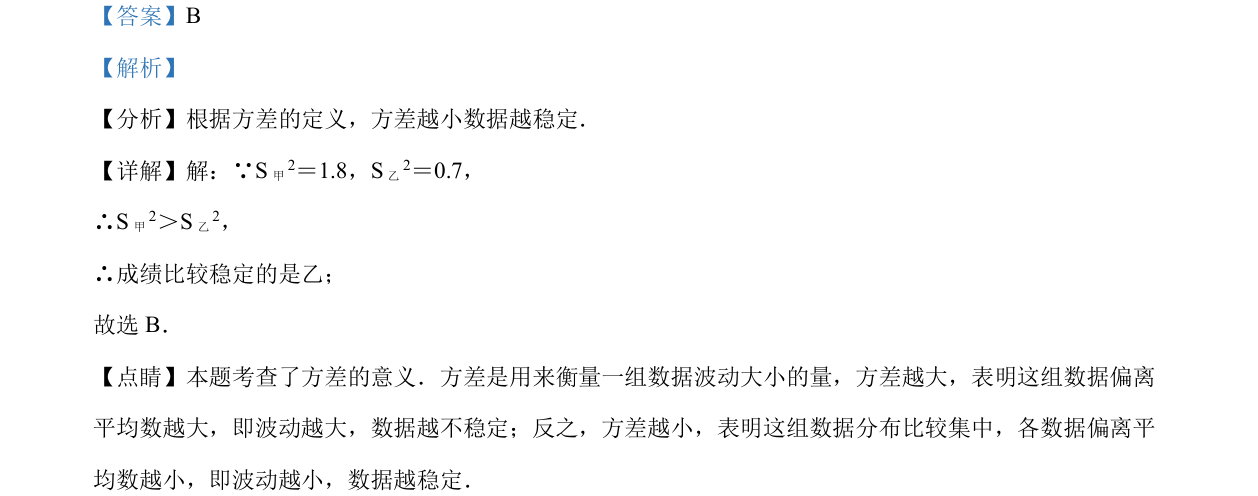 【答案】B
【解析】
【分析】根据方差的定义，方差越小数据越稳定．
【详解】解：∵S甲2＝1.8，S乙2＝0.7，
∴S甲2＞S乙2，
∴成绩比较稳定的是乙；
故选 B．
【点睛】本题考查了方差的意义．方差是用来衡量一组数据波动大小的量，方差越大，表明这组数据偏离
平均数越大，即波动越大，数据越不稳定；反之，方差越小，表明这组数据分布比较集中，各数据偏离平
均数越小，即波动越小，数据越稳定．